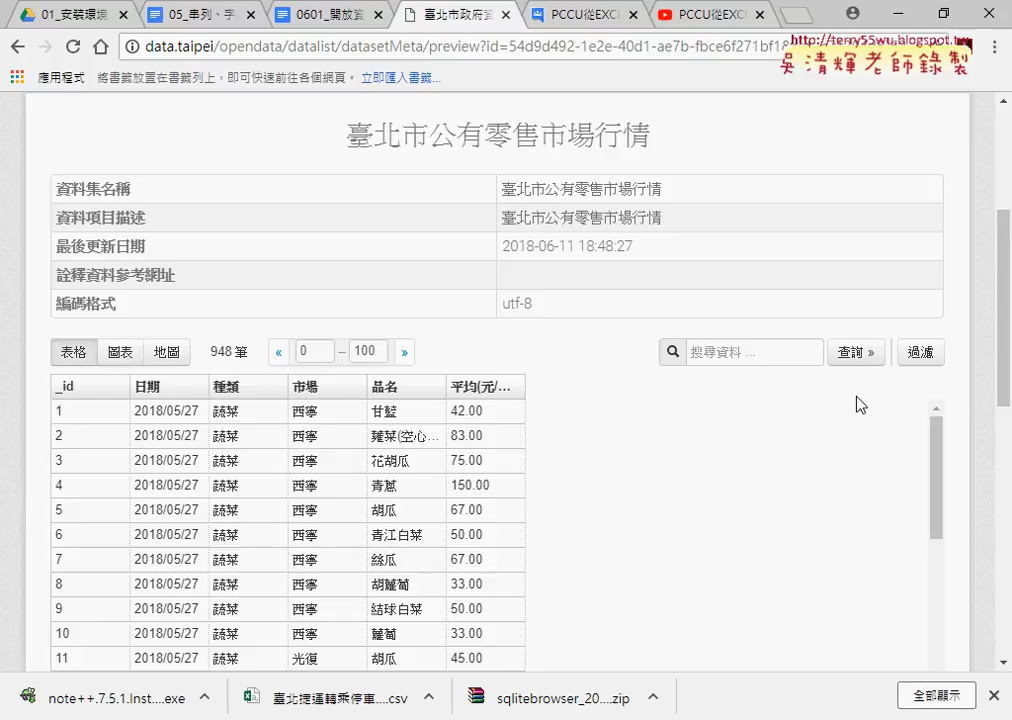 01_安裝環境 05_串列、字 0601_開放資 臺北市政府資 PCCU從EXC PCCU從EXC
data.taipei/opendata/datalist/datasetMeta/preview?id=54d9d492-1e2e-40d1-ae7b-fbce6f271bf18
http://terry55wu.blogspot.tw
吳清輝老師錄製
應用程式 將書籤放置在書籤列上，即可快速前往各個網頁。 立即匯入書籤...
臺北市公有零售市場行情
資料集名稱 臺北市公有零售市場行情
資料項目描述 臺北市公有零售市場行情
最後更新日期 2018-06-11 18:48:27
詮釋資料參考網址
編碼格式 utf-8
表格 圖表 地圖 948 筆 « 0 – 100 » 搜尋資料 ... 查詢 » 過濾
_id 日期 種類 市場 品名 平均(元/...
1 2018/05/27 蔬菜 西寧 甘藍 42.00
2 2018/05/27 蔬菜 西寧 蕹菜(空心... 83.00
3 2018/05/27 蔬菜 西寧 花胡瓜 75.00
4 2018/05/27 蔬菜 西寧 青蔥 150.00
5 2018/05/27 蔬菜 西寧 胡瓜 67.00
6 2018/05/27 蔬菜 西寧 青江白菜 50.00
7 2018/05/27 蔬菜 西寧 絲瓜 67.00
8 2018/05/27 蔬菜 西寧 胡蘿蔔 33.00
9 2018/05/27 蔬菜 西寧 結球白菜 50.00
10 2018/05/27 蔬菜 西寧 蘿蔔 33.00
11 2018/05/27 蔬菜 光復 胡瓜 45.00
note++.7.5.1.Inst....exe 臺北捷運轉乘停車....csv sqlitebrowser_20....zip 全部顯示